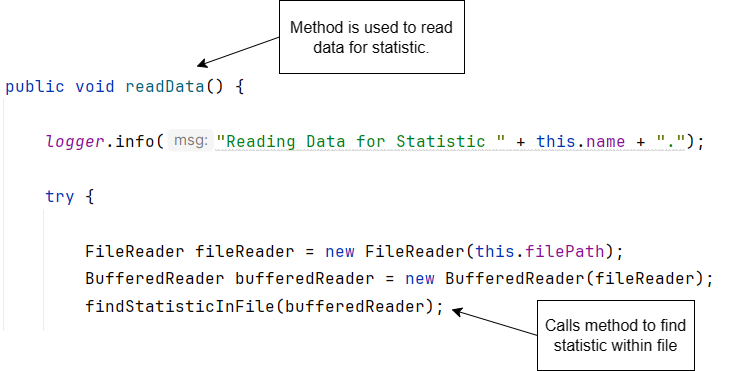 Method is used to read
data for statistic.
public void readData() {
logger.info( msg: "Reading Data for Statistic " + this.name + ".");
try {
FileReader fileReader = new FileReader(this.filePath);
BufferedReader bufferedReader = new BufferedReader(fileReader);
findStatisticInFile(bufferedReader);
Calls method to find
statistic within file